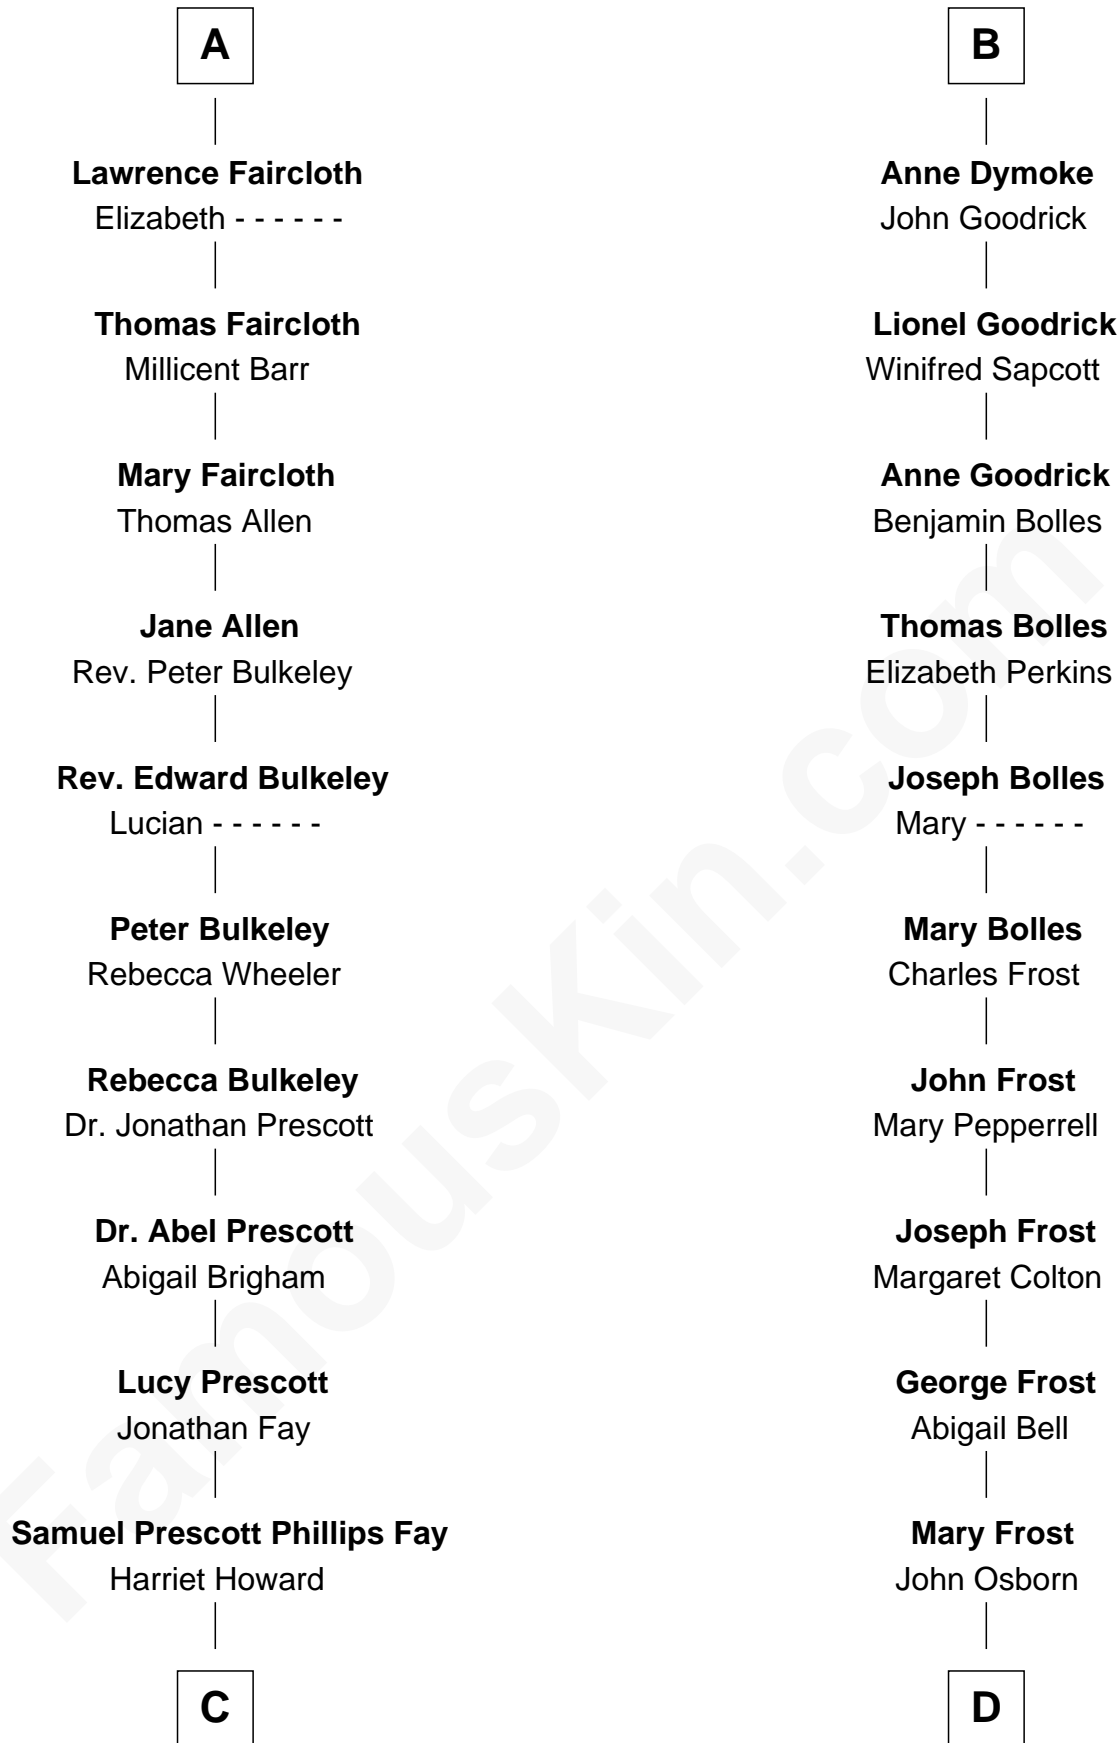 A
Lawrence Faircloth
Elizabeth - - - - - -
Thomas Faircloth
Millicent Barr
Mary Faircloth
Thomas Allen
Jane Allen
Rev. Peter Bulkeley
Rev. Edward Bulkeley
Lucian - - - - - -
Peter Bulkeley
Rebecca Wheeler
Rebecca Bulkeley
Dr. Jonathan Prescott
Dr. Abel Prescott
Abigail Brigham
Lucy Prescott
Jonathan Fay
Samuel Prescott Phillips Fay
Harriet Howard
C
B
Anne Dymoke
John Goodrick
Lionel Goodrick
Winifred Sapcott
Anne Goodrick
Benjamin Bolles
Thomas Bolles
Elizabeth Perkins
Joseph Bolles
Mary - - - - - -
Mary Bolles
Charles Frost
John Frost
Mary Pepperrell
Joseph Frost
Margaret Colton
George Frost
Abigail Bell
Mary Frost
John Osborn
D
FamousKin.com